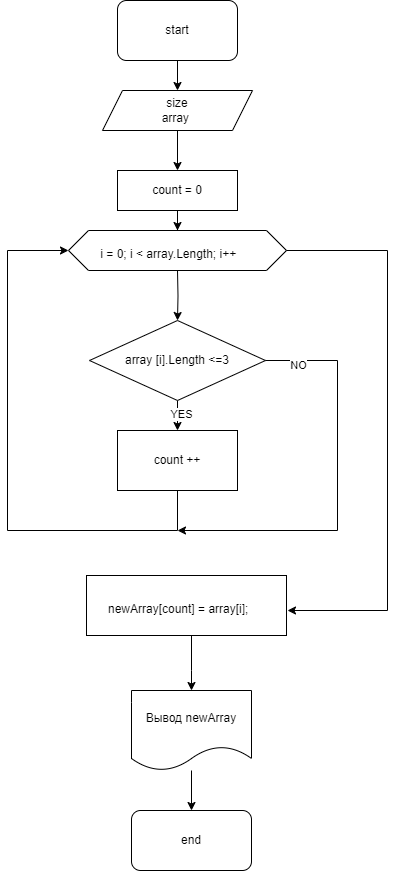 start
size
array
count = 0
i = 0; i < array.Length; i++
array [i].Length <=3
NO
YES
count ++
newArray[count] = array[i];
Вывод newArray
end